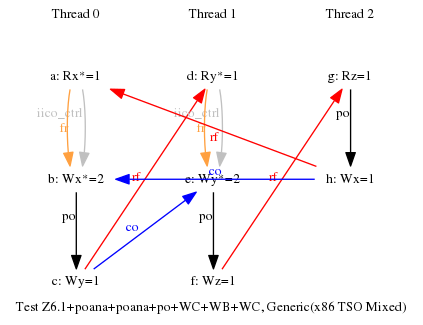 Thread 0 Thread 1 Thread 2
a: Rx*=1 d: Ry*=1 g: Rz=1
iico_ctrl iico_ctrl po
fr fr rf
b: Wx*=2 rf e: Wy*=2 co rf h: Wx=1
po co po
c: Wy=1 f: Wz=1
Test Z6.1+poana+poana+po+WC+WB+WC, Generic(x86 TSO Mixed)